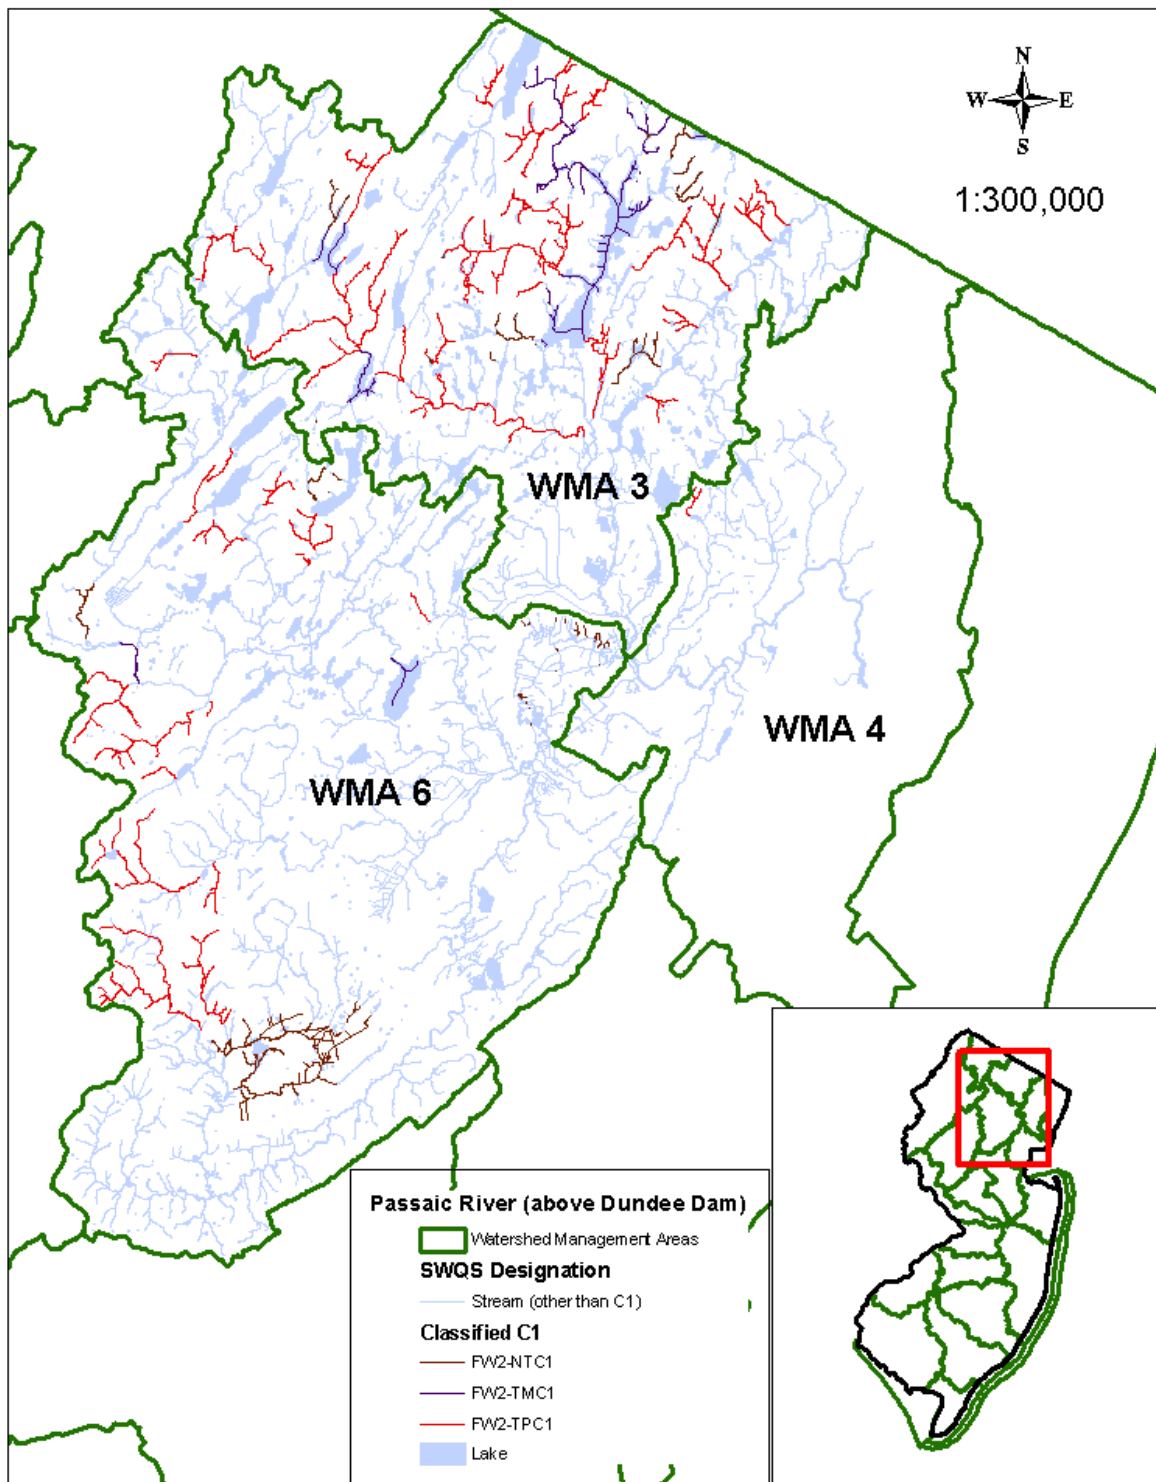 N
W E
S
1:300,000
WMA 3
WMA 4
WMA 6
Passaic River (above Dundee Dam)
Watershed Management Areas
SWQS Designation
Stream (other than C1)
Classified C1
FW2-NTC1
FW2-TMC1
FW2-TPC1
Lake